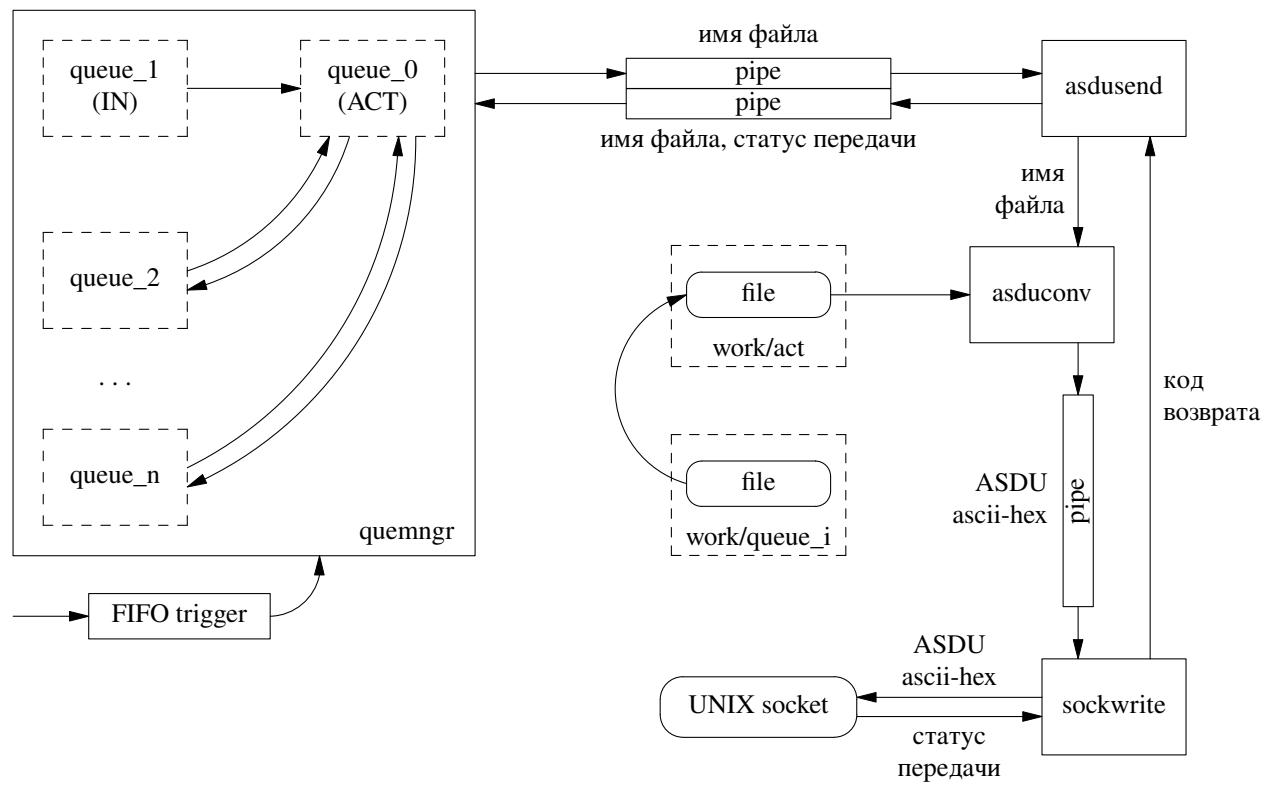 queue_1
(IN)
queue_0
(ACT)
имя файла
pipe
pipe
имя файла, статус передачи
asdusend
имя
файла
queue_2
file
work/act
asduconv
. . .
код
возврата
queue_n
quemngr
file
work/queue_i
ASDU
ascii-hex
pipe
FIFO trigger
ASDU
ascii-hex
UNIX socket
sockwrite
статус
передачи